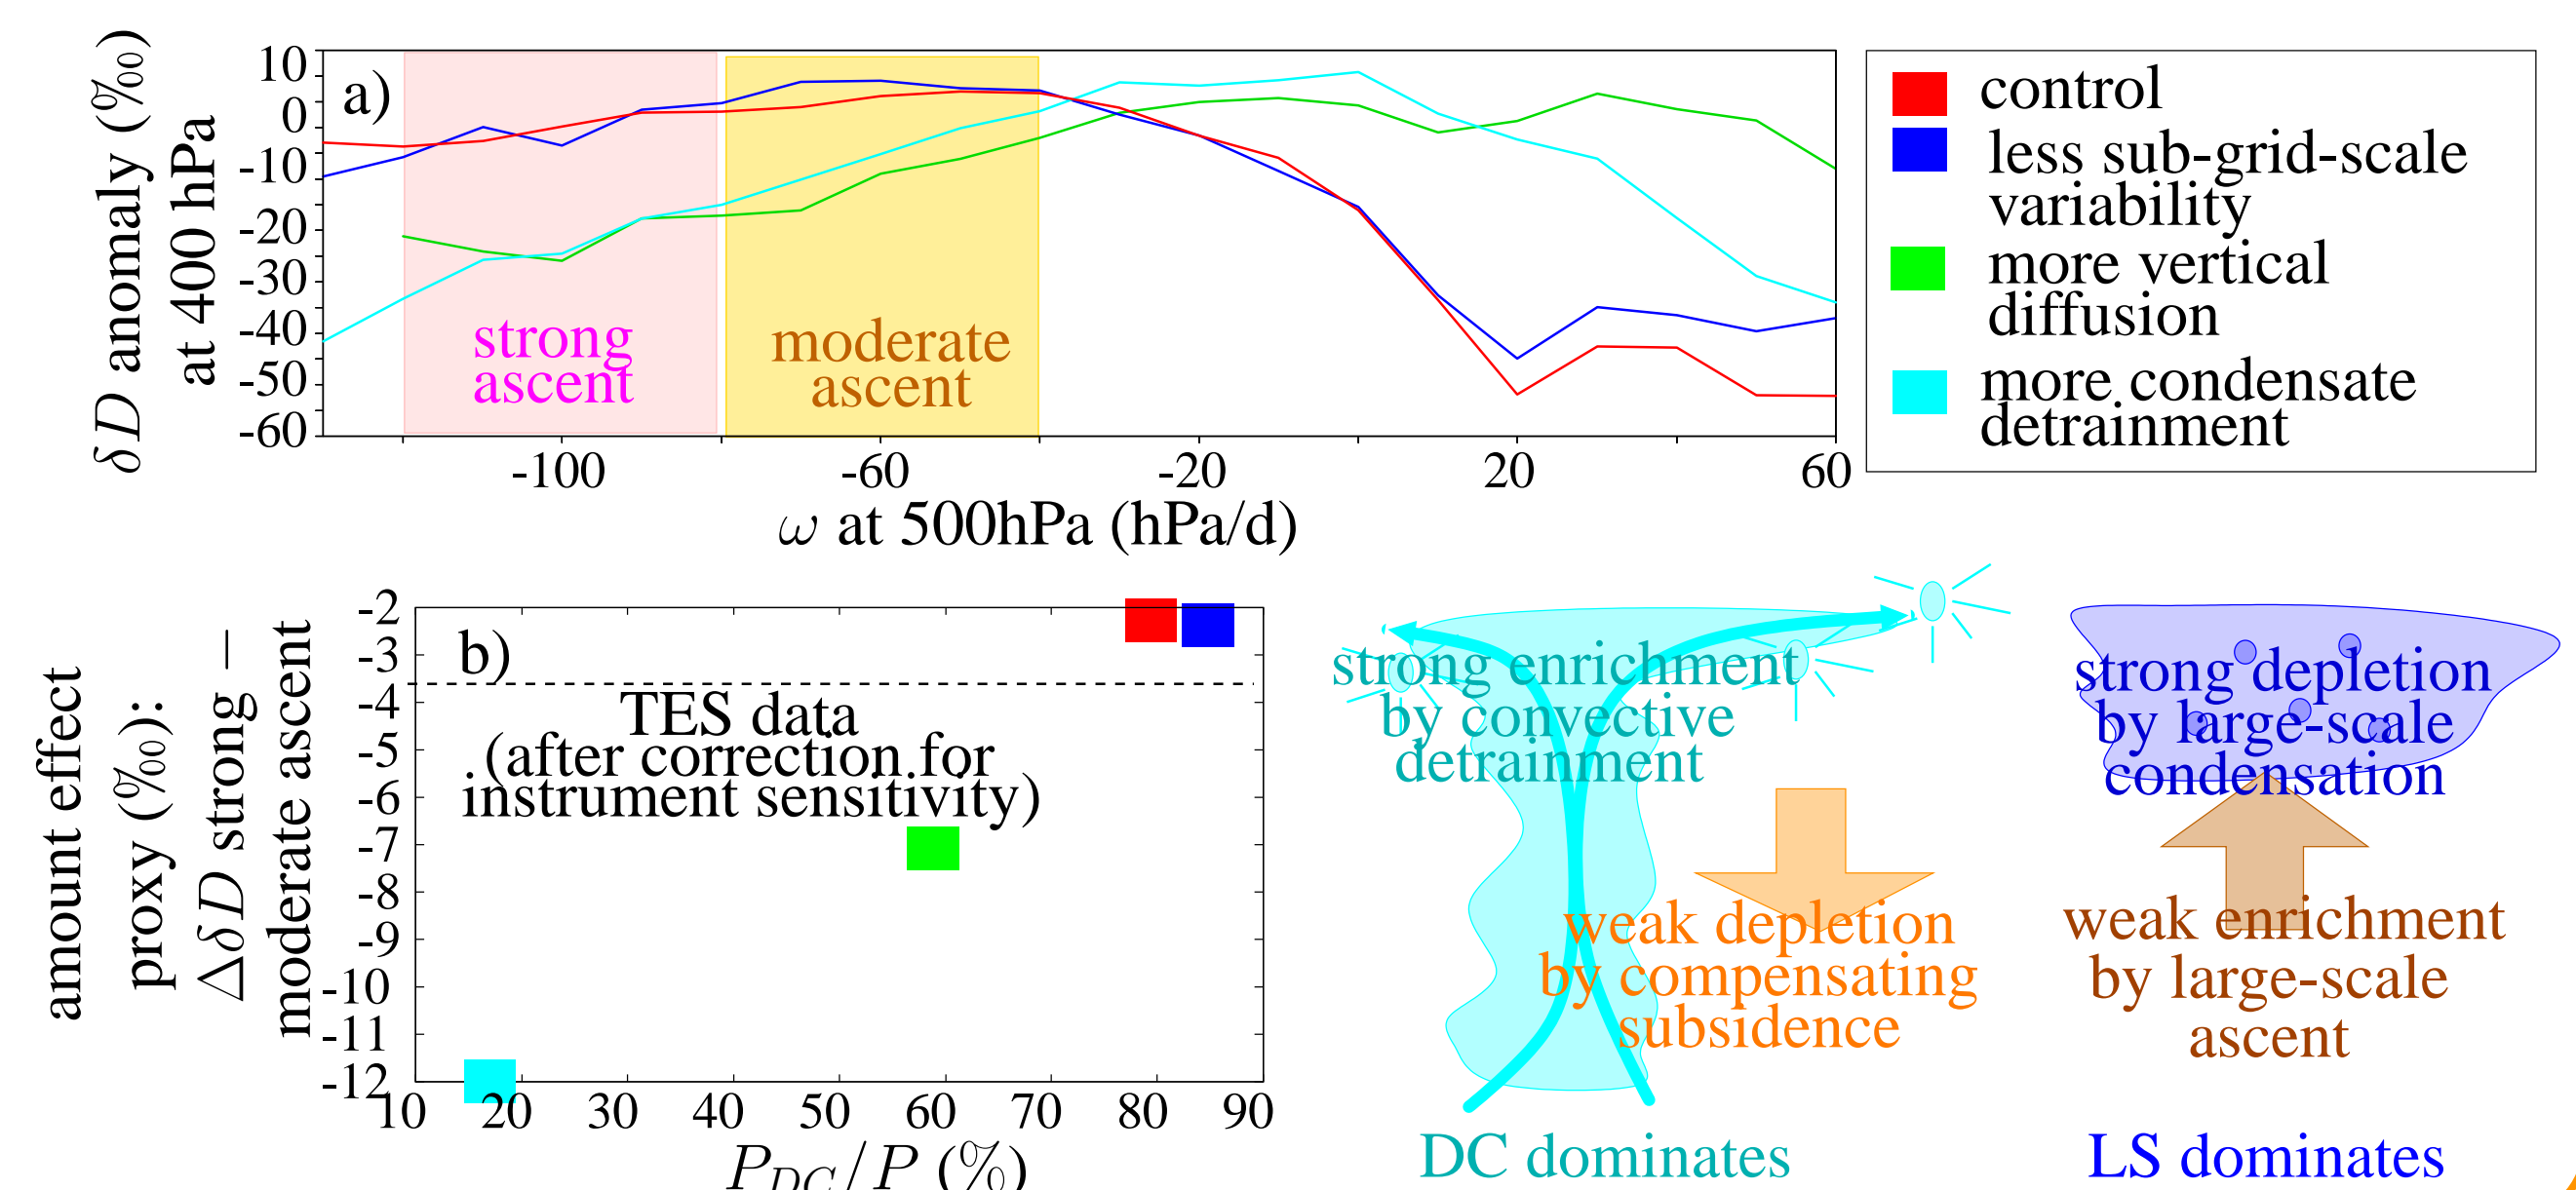 δD anomaly (‰)
at 400 hPa
10
0
-10
-20
-30
-40
-50
-60
a)
strong
ascent
moderate
ascent
-100
-60
-20
20
60
ω at 500hPa (hPa/d)
control
less sub-grid-scale
variability
more vertical
diffusion
more condensate
detrainment
amount effect
proxy (‰):
ΔδD strong −
moderate ascent
-2
-3
-4
-5
-6
-7
-8
-9
-10
-11
-12
b)
TES data
(after correction for
instrument sensitivity)
10 20 30 40 50 60 70 80 90
P_DC/P (%)
strong enrichment
by convective
detrainment
weak depletion
by compensating
subsidence
DC dominates
strong depletion
by large-scale
condensation
weak enrichment
by large-scale
ascent
LS dominates